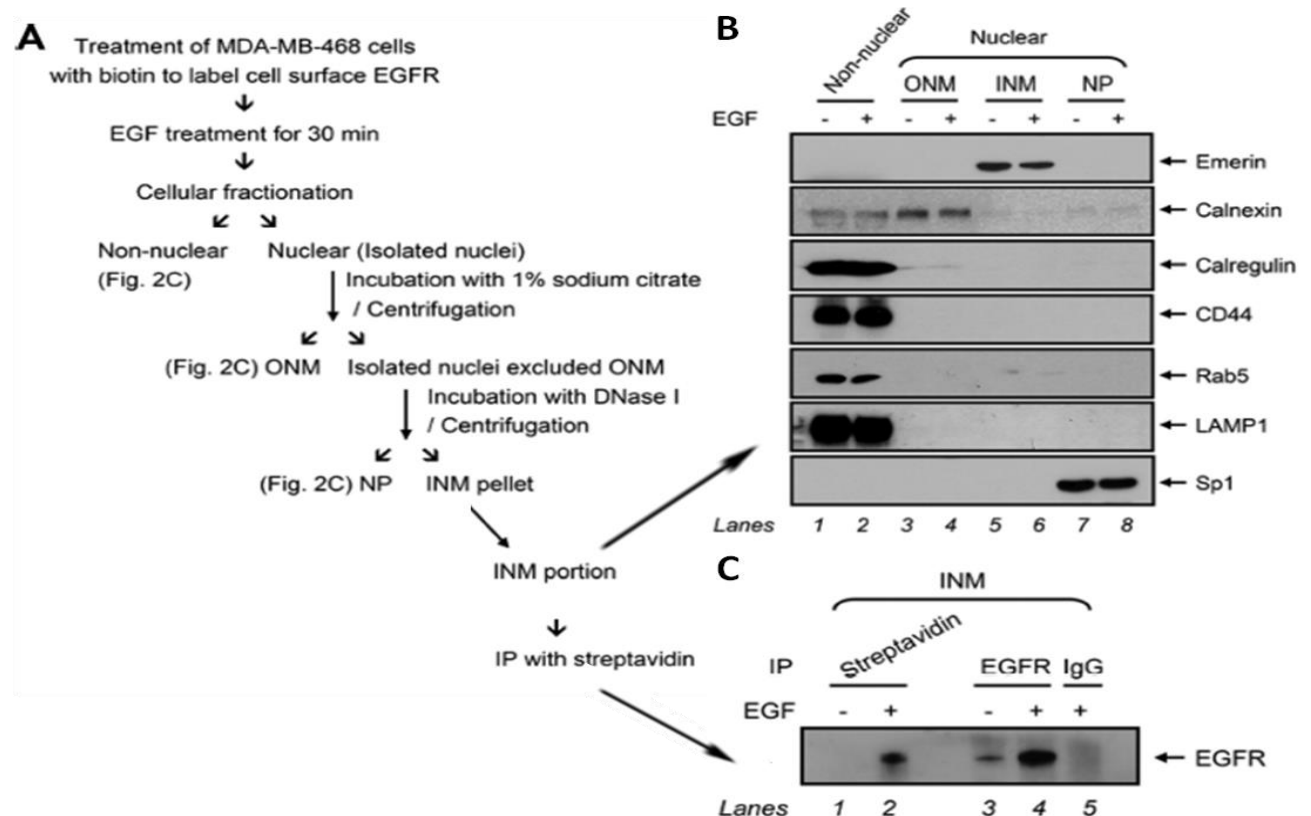 A
Treatment of MDA-MB-468 cells
with biotin to label cell surface EGFR
EGF treatment for 30 min
Cellular fractionation
Non-nuclear
(Fig. 2C)
Nuclear (Isolated nuclei)
Incubation with 1% sodium citrate
/ Centrifugation
(Fig. 2C) ONM
Isolated nuclei excluded ONM
Incubation with DNase I
/ Centrifugation
(Fig. 2C) NP
INM pellet
INM portion
IP with streptavidin
B
Non-nuclear
Nuclear
ONM INM NP
EGF - + - + - + - +
Emerin
Calnexin
Calregulin
CD44
Rab5
LAMP1
Sp1
Lanes 1 2 3 4 5 6 7 8
C
INM
IP Streptavidin EGFR IgG
EGF - + - + +
EGFR
Lanes 1 2 3 4 5